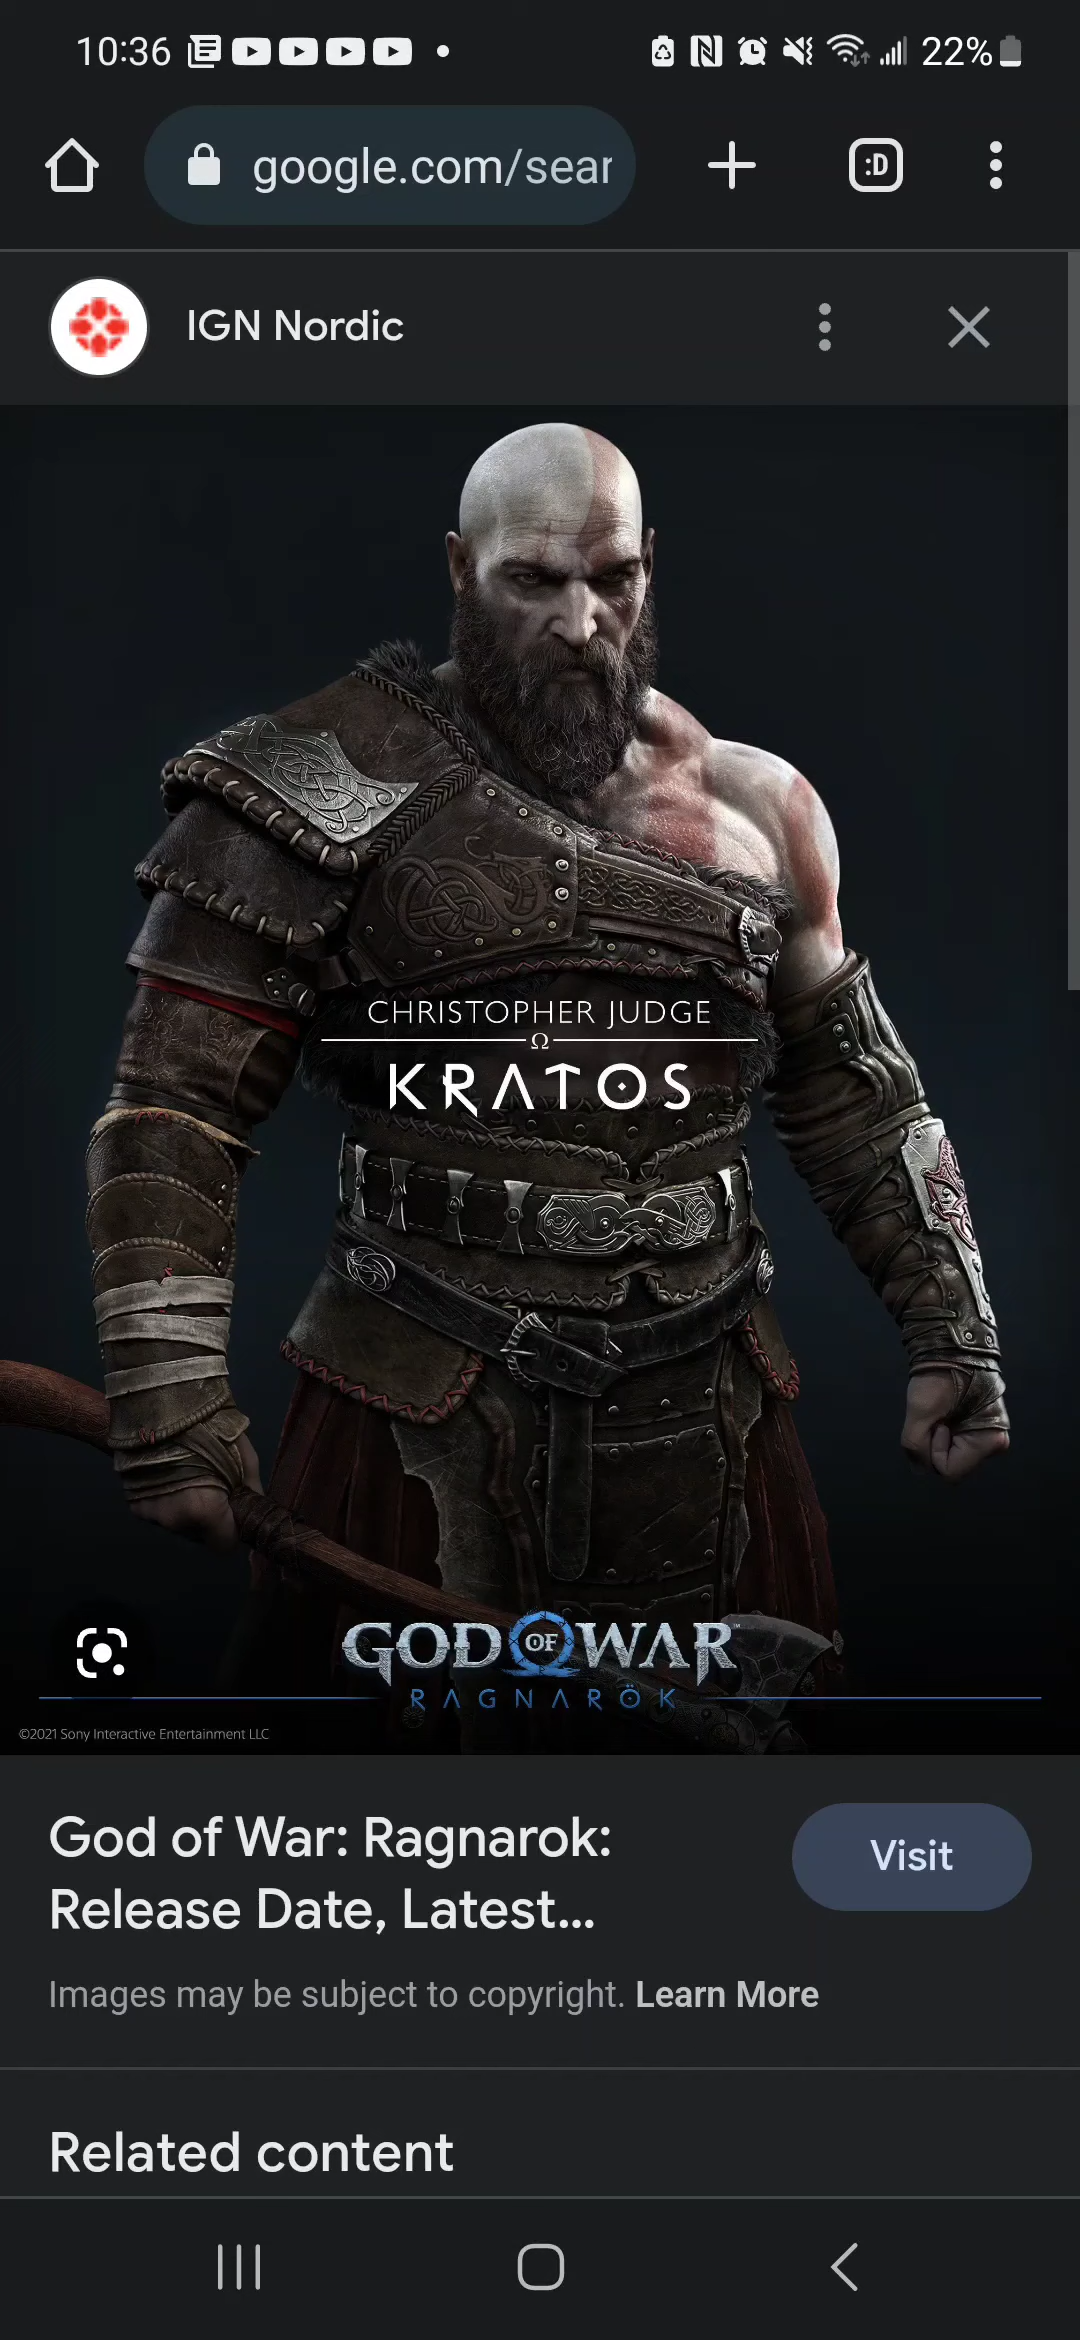 10:36
22%
google.com/sear
:D
IGN Nordic
CHRISTOPHER JUDGE
Ω
KRATOS
GOD OF WAR
RAGNARÖK
©2021 Sony Interactive Entertainment LLC
God of War: Ragnarok:
Release Date, Latest...
Visit
Images may be subject to copyright. Learn More
Related content